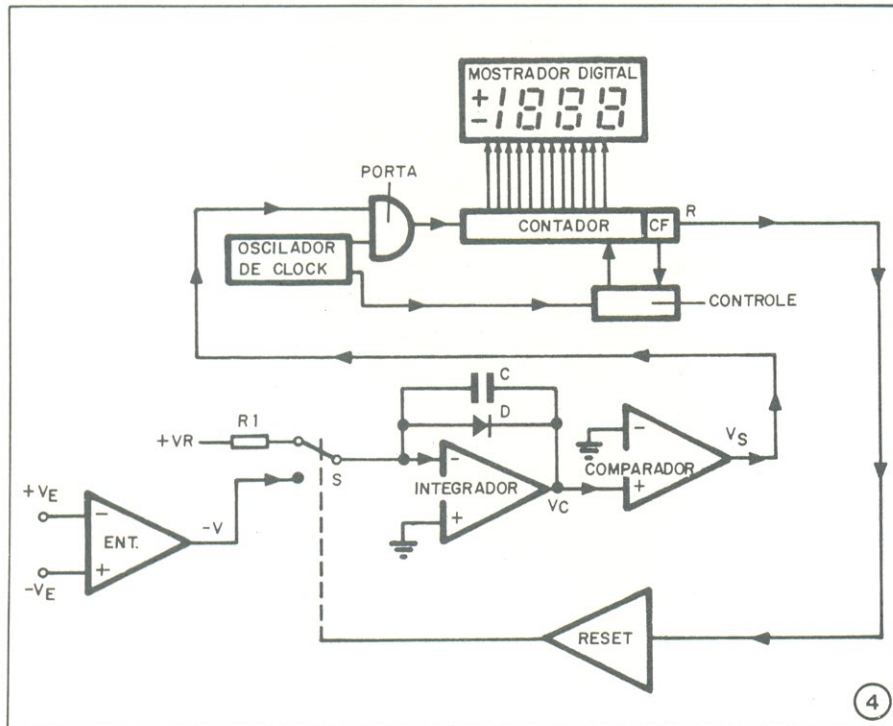 MOSTRADOR DIGITAL
+
- 1888
PORTA
CONTADOR
CF
R
OSCILADOR
DE CLOCK
CONTROLE
C
D
R1
+VR
S
-
INTEGRADOR
+
VC
-
COMPARADOR
+
VS
+VE
-
ENT.
+
-VE
-V
RESET
4